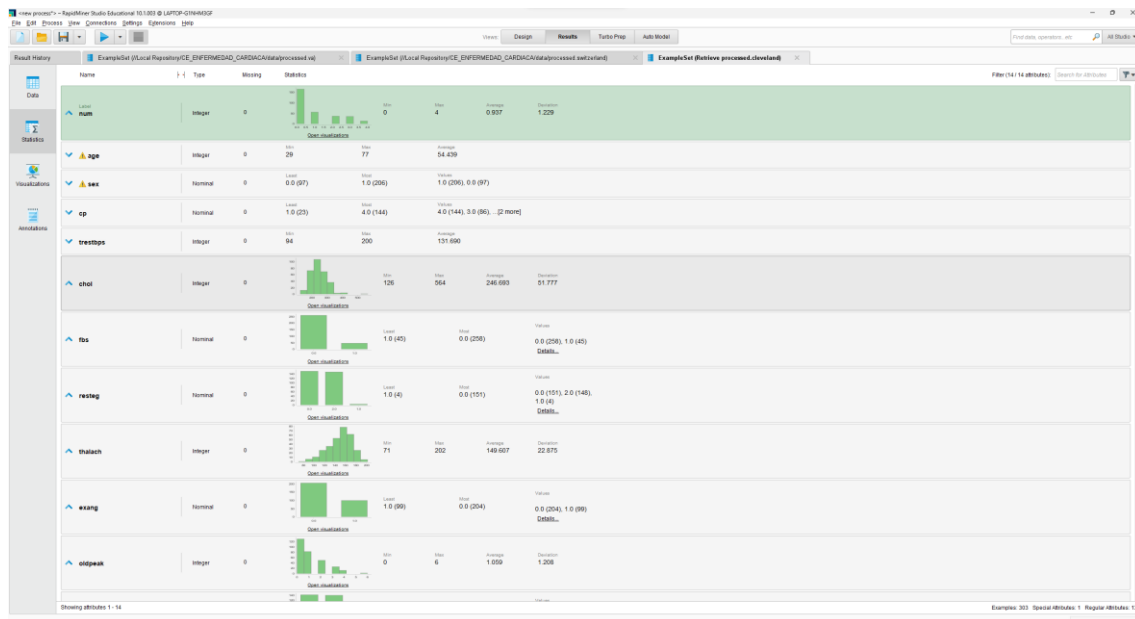 <new process*> – RapidMiner Studio Educational 10.1.003 @ LAPTOP-G1NHM3GF
File Edit Process View Connections Settings Extensions Help
Views: Design Results Turbo Prep Auto Model Find data, operators...etc All Studio
Result History ExampleSet (//Local Repository/CE_ENFERMEDAD_CARDIACA/data/processed.va) ExampleSet (//Local Repository/CE_ENFERMEDAD_CARDIACA/data/processed.switzerland) ExampleSet (Retrieve processed.cleveland)
Name Type Missing Statistics Filter (14 / 14 attributes): Search for Attributes
Data
Statistics
Visualizations
Annotations
Label
num Integer 0 Min 0 Max 4 Average 0.937 Deviation 1.229
Open visualizations
age Integer 0 Min 29 Max 77 Average 54.439
sex Nominal 0 Least 0.0 (97) Most 1.0 (206) Values 1.0 (206), 0.0 (97)
cp Nominal 0 Least 1.0 (23) Most 4.0 (144) Values 4.0 (144), 3.0 (86), ...[2 more]
trestbps Integer 0 Min 94 Max 200 Average 131.690
chol Integer 0 Min 126 Max 564 Average 246.693 Deviation 51.777
Open visualizations
fbs Nominal 0 Least 1.0 (45) Most 0.0 (258) Values 0.0 (258), 1.0 (45)
Details...
Open visualizations
resteg Nominal 0 Least 1.0 (4) Most 0.0 (151) Values 0.0 (151), 2.0 (148),
1.0 (4)
Details...
Open visualizations
thalach Integer 0 Min 71 Max 202 Average 149.607 Deviation 22.875
Open visualizations
exang Nominal 0 Least 1.0 (99) Most 0.0 (204) Values 0.0 (204), 1.0 (99)
Details...
Open visualizations
oldpeak Integer 0 Min 0 Max 6 Average 1.059 Deviation 1.208
0 1 2 3 4 5 6
Open visualizations
Values
Showing attributes 1 - 14
Examples: 303 Special Attributes: 1 Regular Attributes: 1